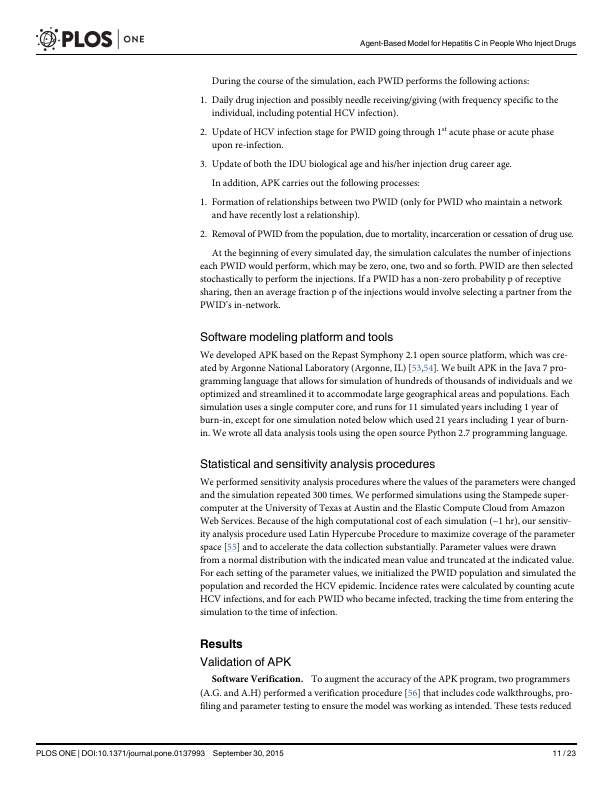 PLOS | ONE
Agent-Based Model for Hepatitis C in People Who Inject Drugs
During the course of the simulation, each PWID performs the following actions:
1. Daily drug injection and possibly needle receiving/giving (with frequency specific to the
individual, including potential HCV infection).
2. Update of HCV infection stage for PWID going through 1st acute phase or acute phase
upon re-infection.
3. Update of both the IDU biological age and his/her injection drug career age.
In addition, APK carries out the following processes:
1. Formation of relationships between two PWID (only for PWID who maintain a network
and have recently lost a relationship).
2. Removal of PWID from the population, due to mortality, incarceration or cessation of drug use.
At the beginning of every simulated day, the simulation calculates the number of injections
each PWID would perform, which may be zero, one, two and so forth. PWID are then selected
stochastically to perform the injections. If a PWID has a non-zero probability p of receptive
sharing, then an average fraction p of the injections would involve selecting a partner from the
PWID's in-network.
Software modeling platform and tools
We developed APK based on the Repast Symphony 2.1 open source platform, which was cre-
ated by Argonne National Laboratory (Argonne, IL) [53,54]. We built APK in the Java 7 pro-
gramming language that allows for simulation of hundreds of thousands of individuals and we
optimized and streamlined it to accommodate large geographical areas and populations. Each
simulation uses a single computer core, and runs for 11 simulated years including 1 year of
burn-in, except for one simulation noted below which used 21 years including 1 year of burn-
in. We wrote all data analysis tools using the open source Python 2.7 programming language.
Statistical and sensitivity analysis procedures
We performed sensitivity analysis procedures where the values of the parameters were changed
and the simulation repeated 300 times. We performed simulations using the Stampede super-
computer at the University of Texas at Austin and the Elastic Compute Cloud from Amazon
Web Services. Because of the high computational cost of each simulation (~1 hr), our sensitiv-
ity analysis procedure used Latin Hypercube Procedure to maximize coverage of the parameter
space [55] and to accelerate the data collection substantially. Parameter values were drawn
from a normal distribution with the indicated mean value and truncated at the indicated value.
For each setting of the parameter values, we initialized the PWID population and simulated the
population and recorded the HCV epidemic. Incidence rates were calculated by counting acute
HCV infections, and for each PWID who became infected, tracking the time from entering the
simulation to the time of infection.
Results
Validation of APK
Software Verification. To augment the accuracy of the APK program, two programmers
(A.G. and A.H) performed a verification procedure [56] that includes code walkthroughs, pro-
filing and parameter testing to ensure the model was working as intended. These tests reduced
PLOS ONE | DOI:10.1371/journal.pone.0137993 September 30, 2015
11 / 23